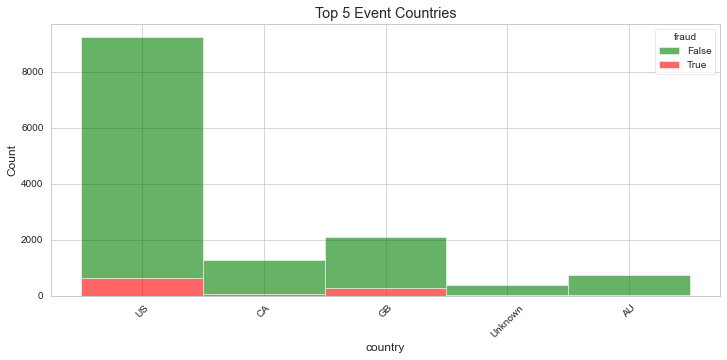 Top 5 Event Countries
fraud
False
True
8000
6000
4000
2000
0
Count
US
CA
GB
Unknown
AU
country